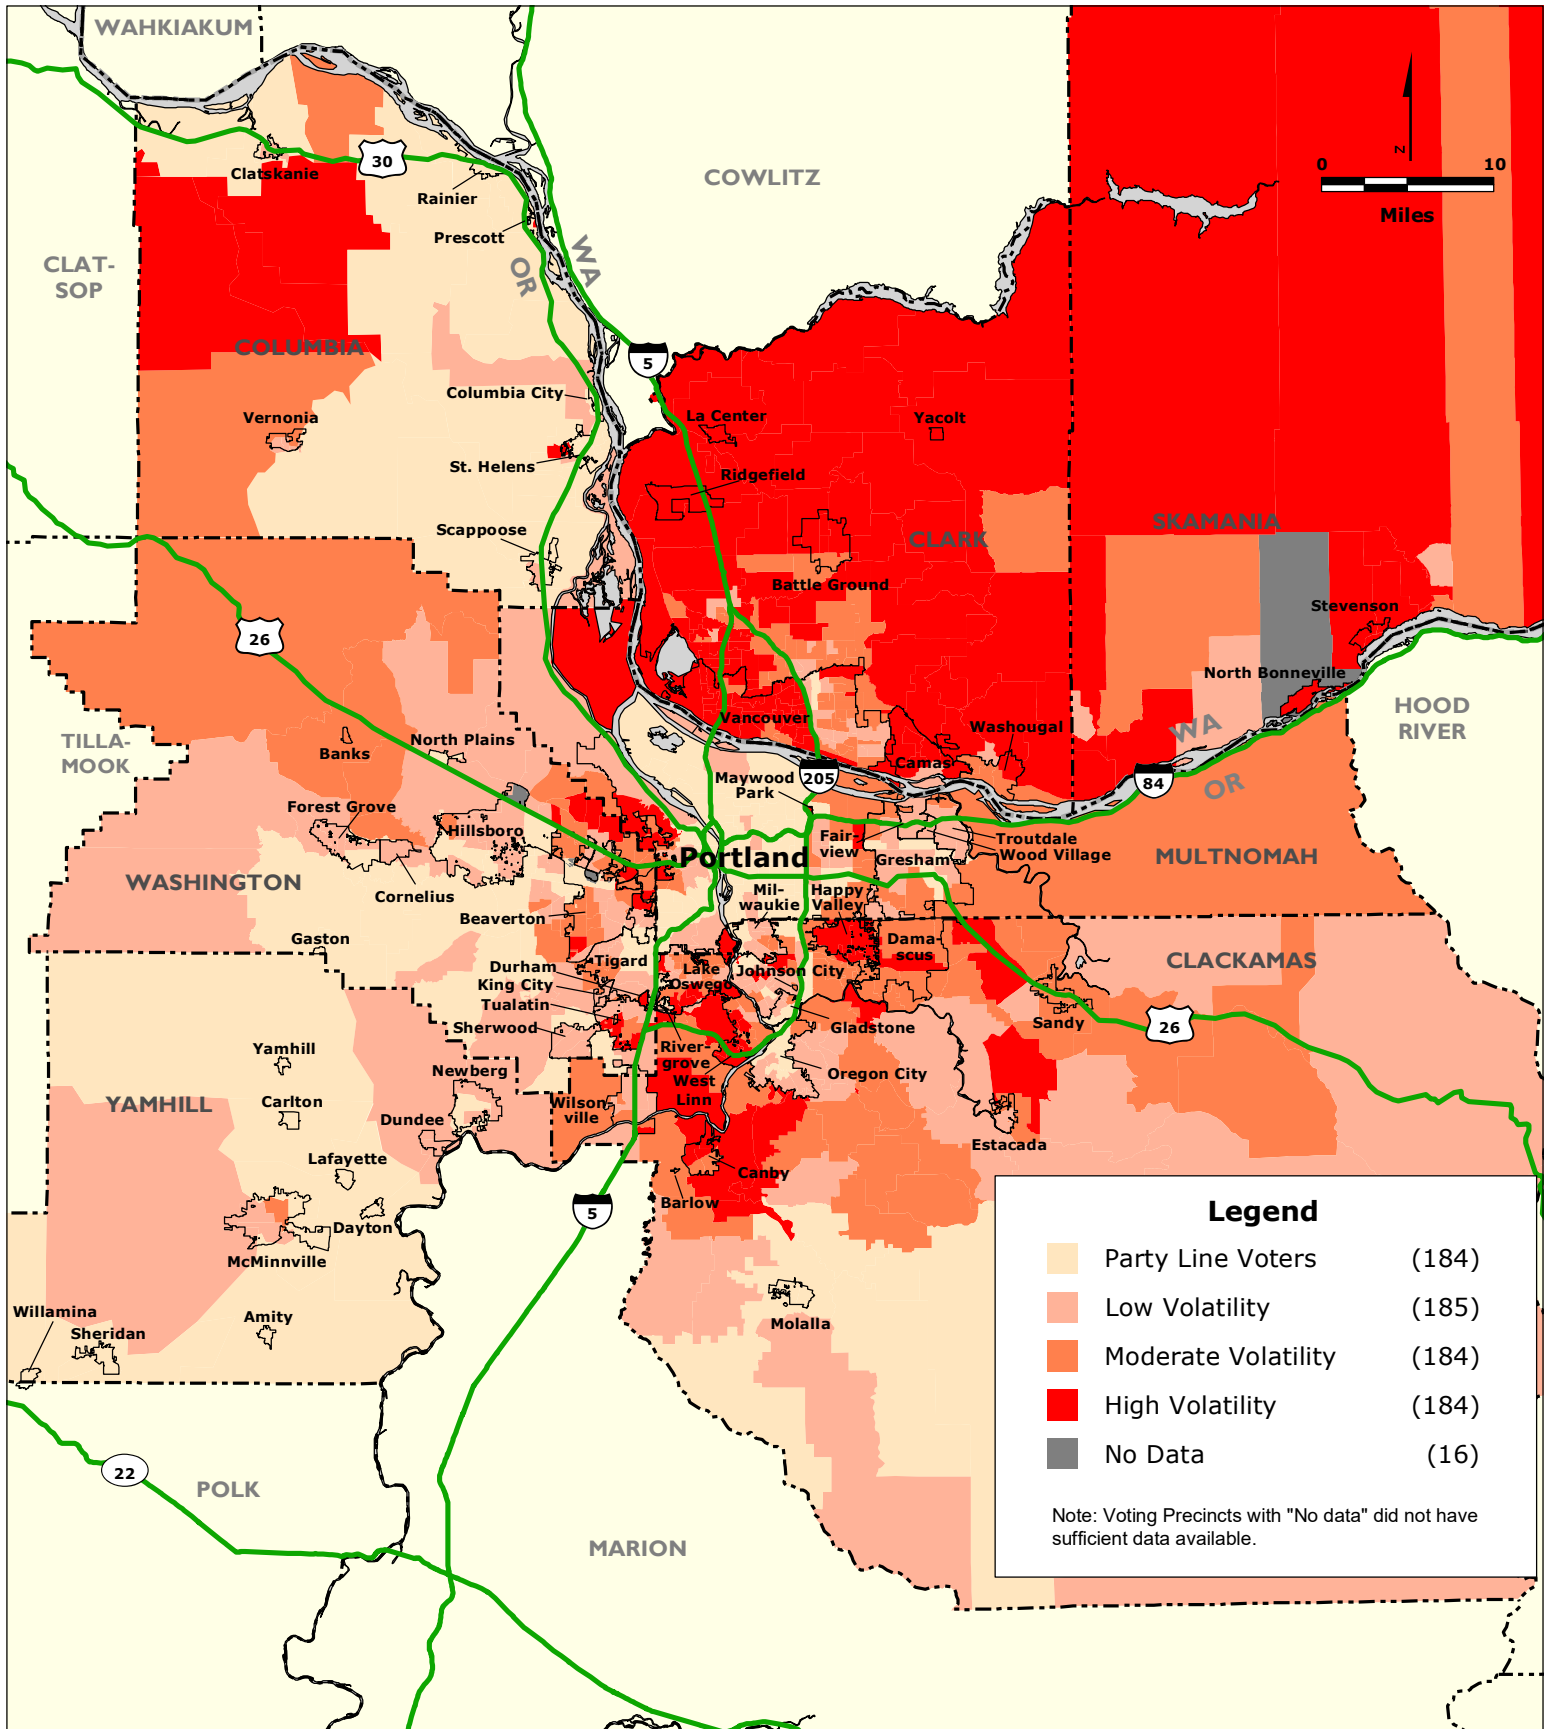 WAHKIAKUM
COWLITZ
CLAT-
SOP
Clatskanie
30
Rainier
Prescott
WA
OR
N
0 10
Miles
COLUMBIA
5
Columbia City
Vernonia
St. Helens
La Center
Yacolt
Ridgefield
Scappoose
CLARK
SKAMANIA
Battle Ground
Stevenson
26
North Bonneville
HOOD
RIVER
TILLA-
MOOK
Banks
North Plains
Vancouver
Washougal
WA
OR
Camas
Maywood
Park
205
84
Forest Grove
Hillsboro
Fair-
view
Troutdale
Wood Village
Portland
Gresham
MULTNOMAH
WASHINGTON
Cornelius
Mil-
waukie
Happy
Valley
Beaverton
Gaston
Dama-
scus
CLACKAMAS
Durham
Tigard
King City
Lake
Oswego
Johnson City
Tualatin
Sherwood
Gladstone
Sandy
26
Yamhill
River-
grove
Newberg
West
Linn
Oregon City
YAMHILL
Carlton
Dundee
Wilson-
ville
Estacada
Lafayette
Canby
Barlow
5
Dayton
McMinnville
Willamina
Sheridan
Amity
Molalla
22
POLK
MARION
Legend
Party Line Voters (184)
Low Volatility (185)
Moderate Volatility (184)
High Volatility (184)
No Data (16)
Note: Voting Precincts with "No data" did not have
sufficient data available.